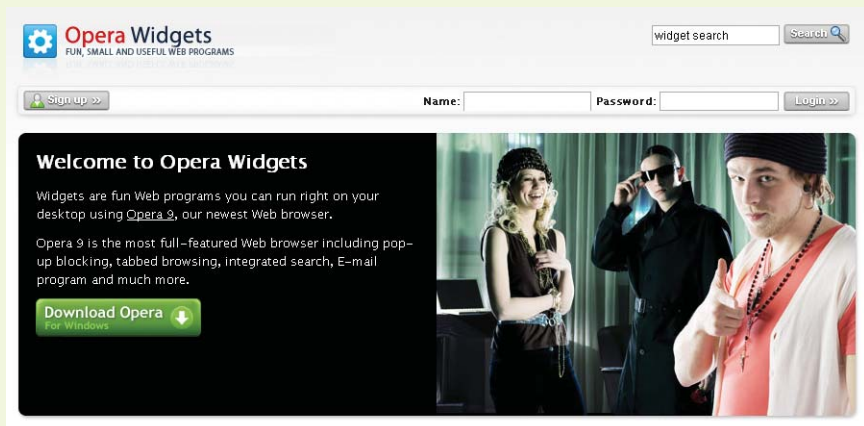 Opera Widgets
FUN, SMALL AND USEFUL WEB PROGRAMS
widget search
Search
Sign up »
Name:
Password:
Login »
Welcome to Opera Widgets
Widgets are fun Web programs you can run right on your
desktop using Opera 9, our newest Web browser.
Opera 9 is the most full-featured Web browser including pop-
up blocking, tabbed browsing, integrated search, E-mail
program and much more.
Download Opera
For Windows